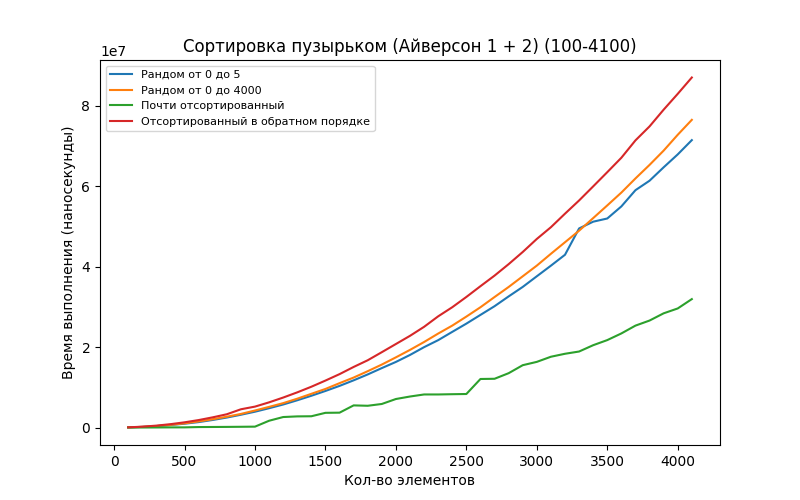 Сортировка пузырьком (Айверсон 1 + 2) (100-4100)
1e7
Рандом от 0 до 5
Рандом от 0 до 4000
Почти отсортированный
Отсортированный в обратном порядке
Время выполнения (наносекунды)
8
6
4
2
0
0 500 1000 1500 2000 2500 3000 3500 4000
Кол-во элементов